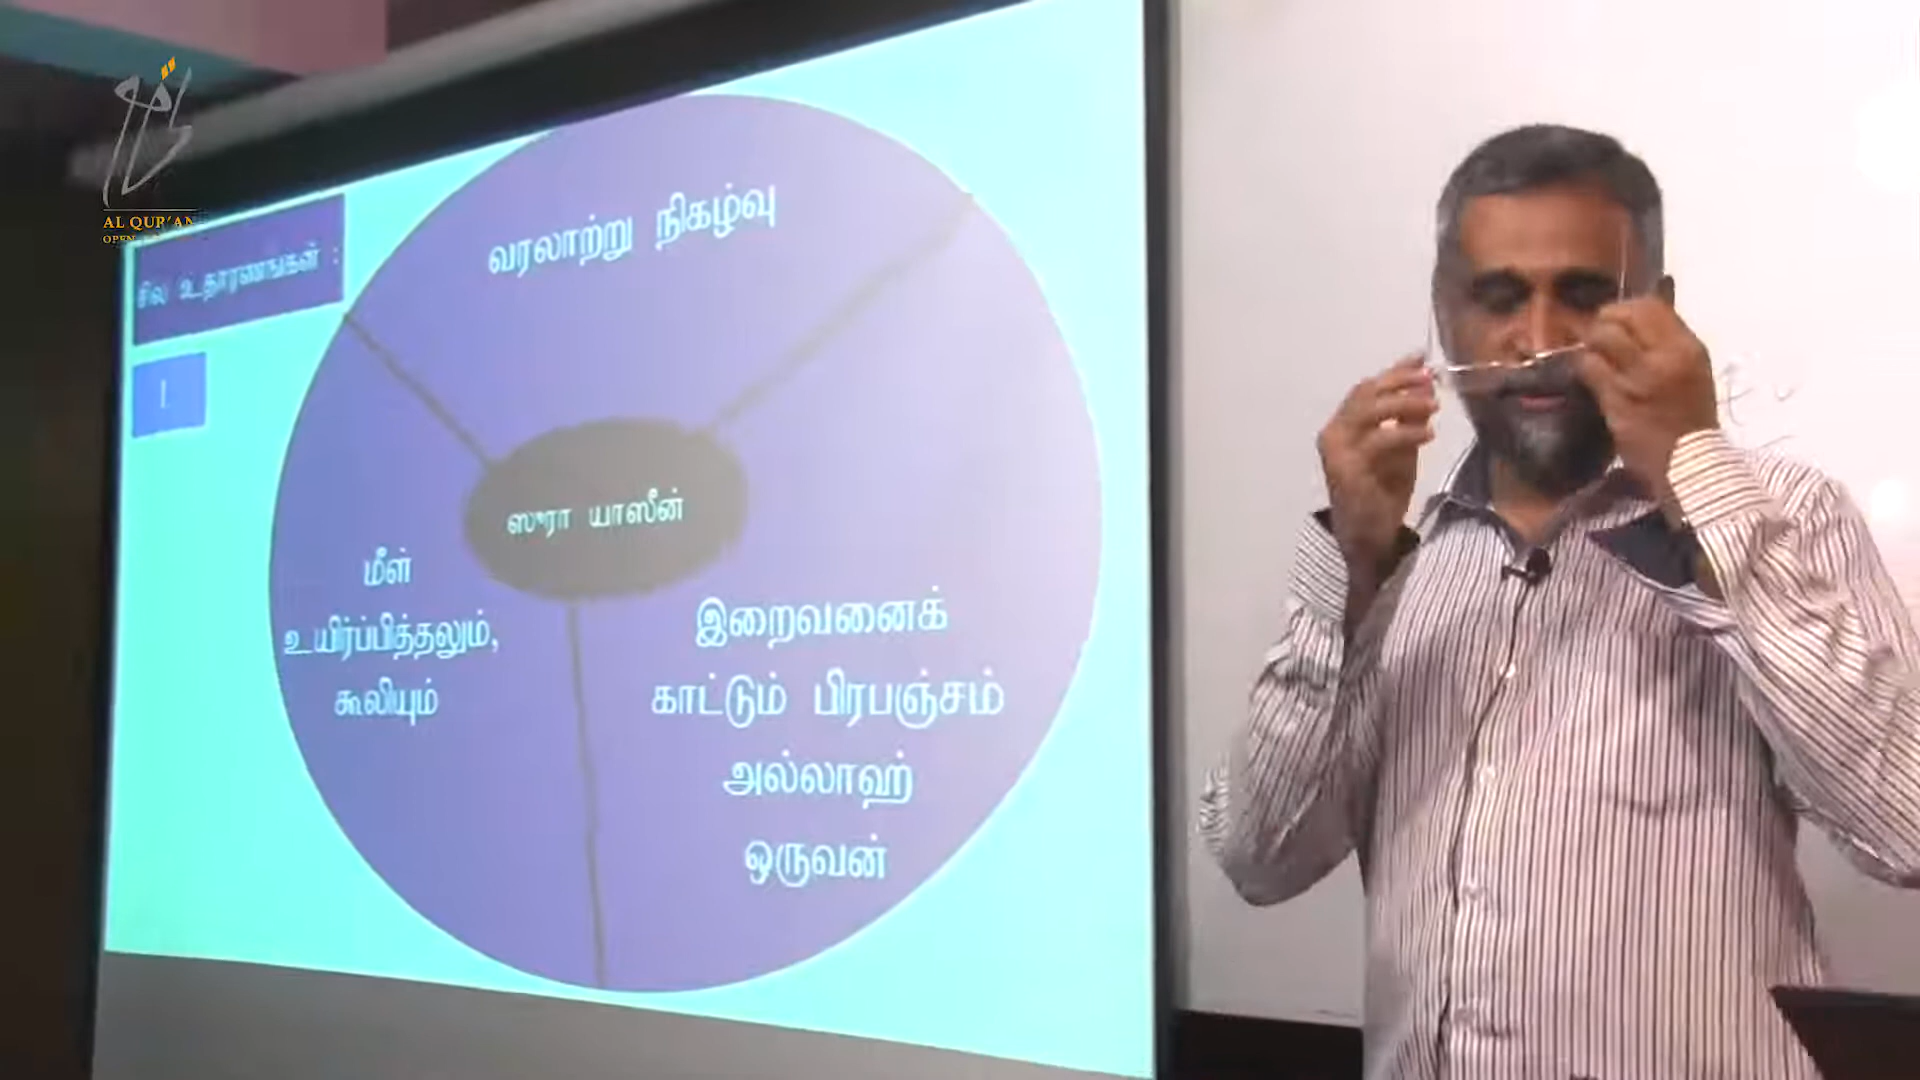 AL QUR'AN
சில உதாரணங்கள் :
1
வரலாற்று நிகழ்வு
ஸூரா யாஸீன்
மீள்
உயிர்ப்பித்தலும்,
கூலியும்
இறைவனைக்
காட்டும் பிரபஞ்சம்
அல்லாஹ்
ஒருவன்